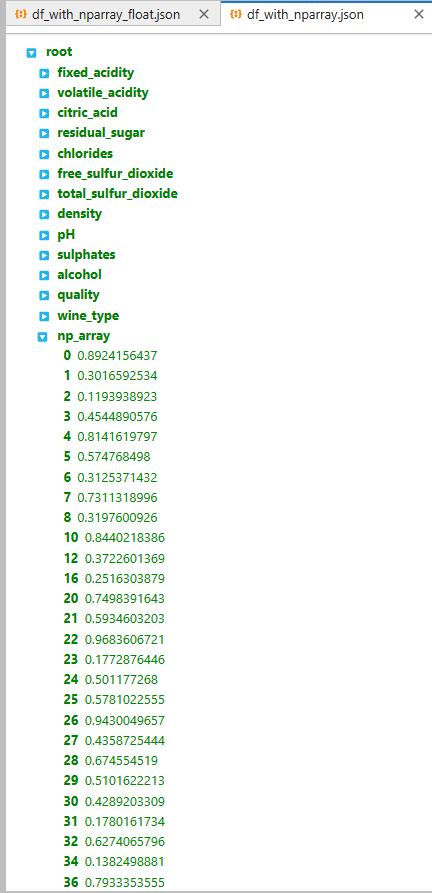 {:} df_with_nparray_float.json × {:} df_with_nparray.json ×
root
fixed_acidity
volatile_acidity
citric_acid
residual_sugar
chlorides
free_sulfur_dioxide
total_sulfur_dioxide
density
pH
sulphates
alcohol
quality
wine_type
np_array
0 0.8924156437
1 0.3016592534
2 0.1193938923
3 0.4544890576
4 0.8141619797
5 0.574768498
6 0.3125371432
7 0.7311318996
8 0.3197600926
10 0.8440218386
12 0.3722601369
16 0.2516303879
20 0.7498391643
21 0.5934603203
22 0.9683606721
23 0.1772876446
24 0.501177268
25 0.5781022555
26 0.9430049657
27 0.4358725444
28 0.674554519
29 0.5101622213
30 0.4289203309
31 0.1780161734
32 0.6274065796
34 0.1382498881
36 0.7933353555